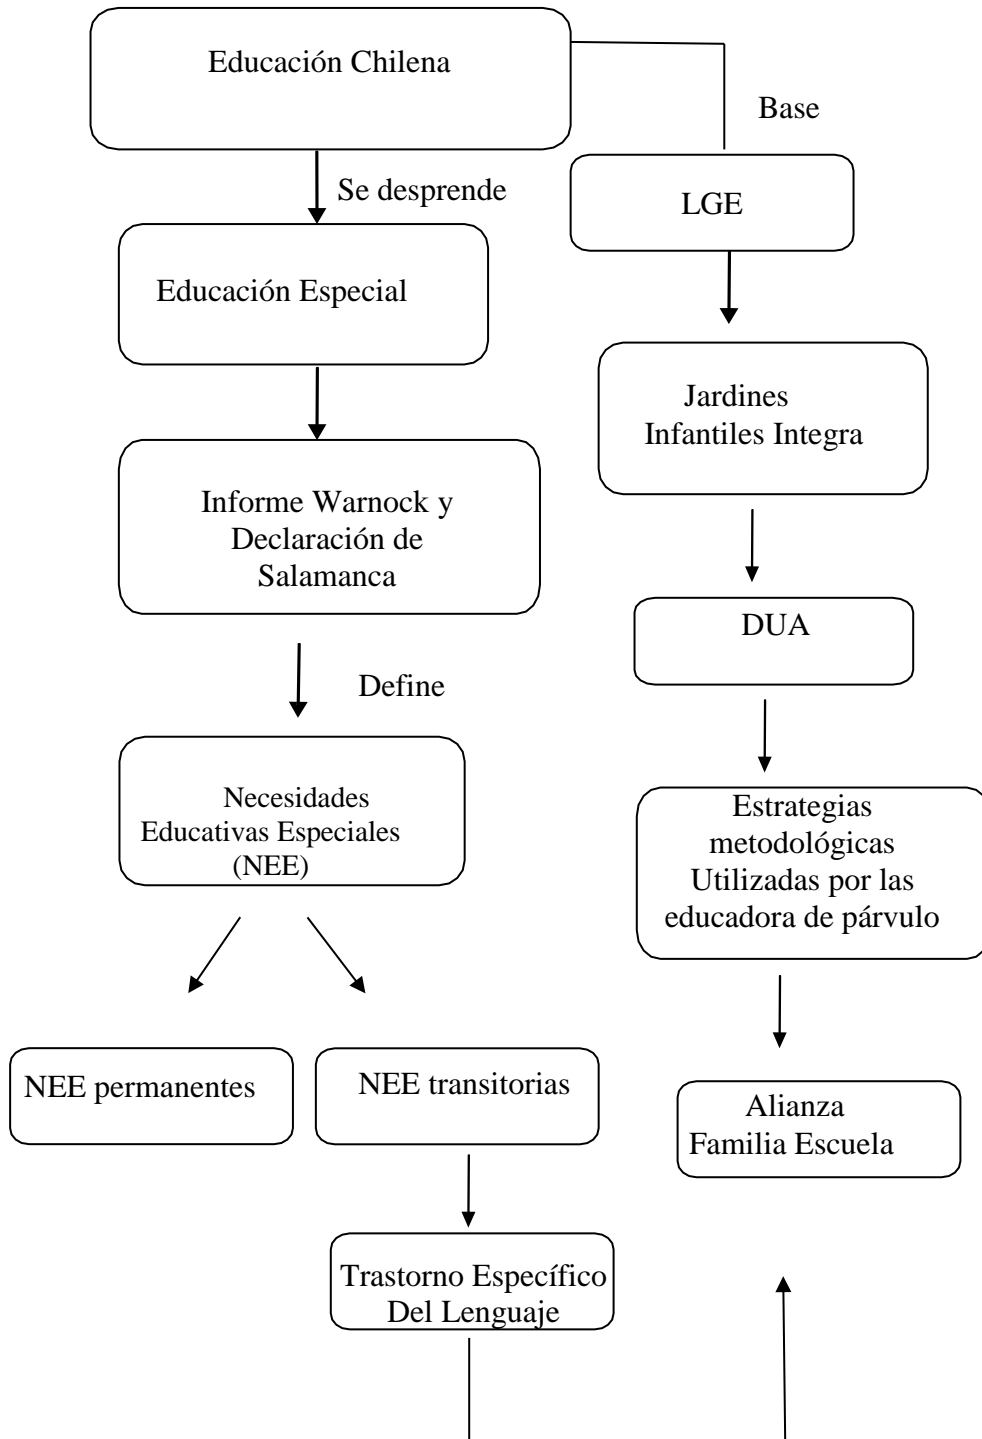 Educación Chilena
Base
Se desprende
LGE
Educación Especial
Jardines
Infantiles Integra
Informe Warnock y
Declaración de
Salamanca
DUA
Define
Necesidades
Educativas Especiales
(NEE)
Estrategias
metodológicas
Utilizadas por las
educadora de párvulo
NEE permanentes
NEE transitorias
Alianza
Familia Escuela
Trastorno Específico
Del Lenguaje